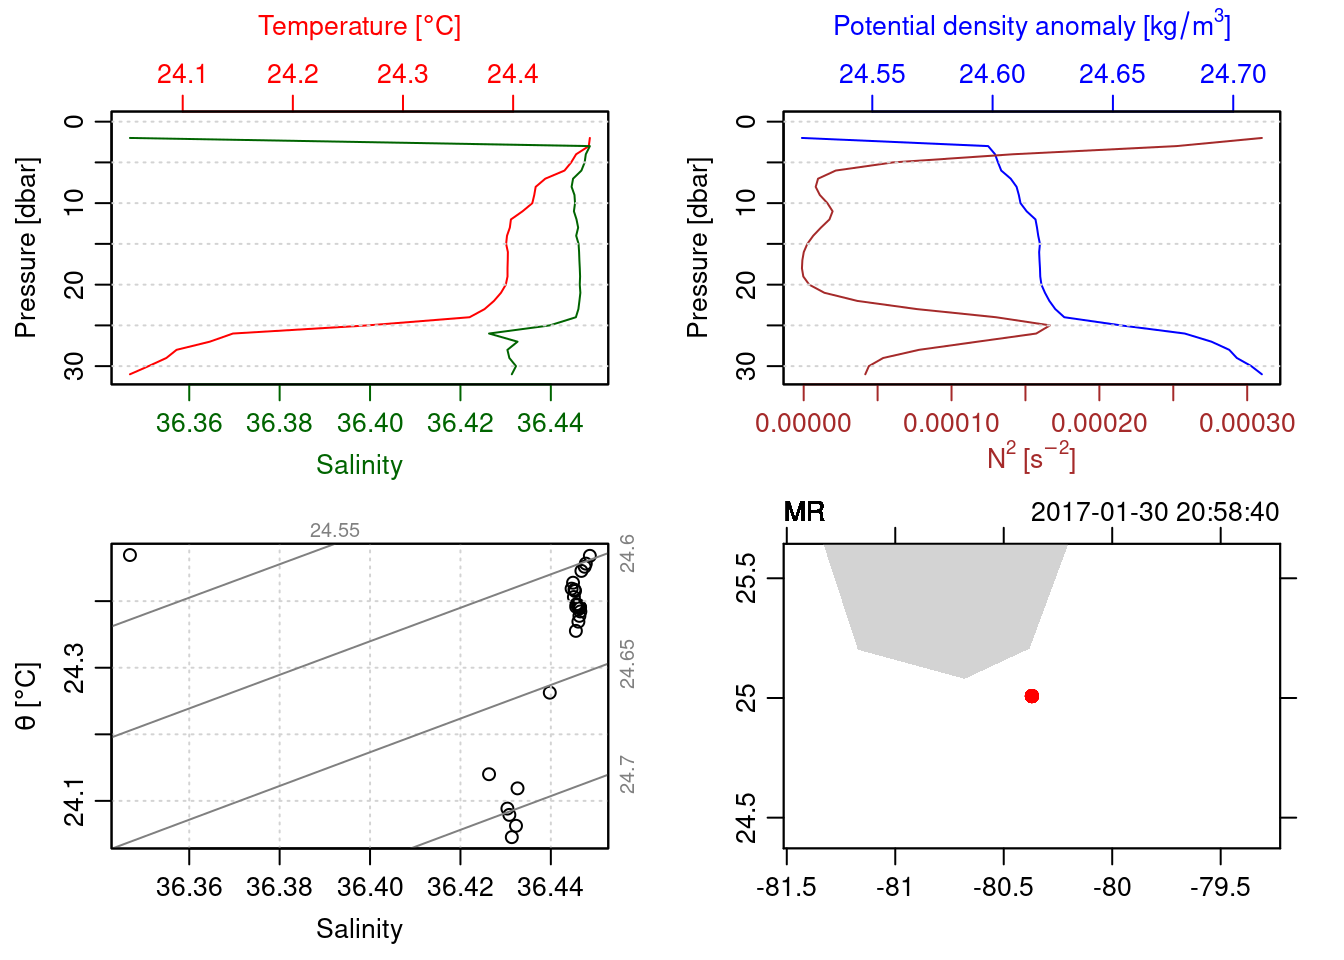 Temperature [°C]
24.1 24.2 24.3 24.4
Pressure [dbar]
0 10 20 30
36.36 36.38 36.40 36.42 36.44
Salinity
Potential density anomaly [kg/m³]
24.55 24.60 24.65 24.70
Pressure [dbar]
0 10 20 30
0.00000 0.00010 0.00020 0.00030
N² [s⁻²]
24.55
24.6
24.65
24.7
θ [°C]
24.3
24.1
36.36 36.38 36.40 36.42 36.44
Salinity
MR 2017-01-30 20:58:40
25.5
25
24.5
-81.5 -81 -80.5 -80 -79.5